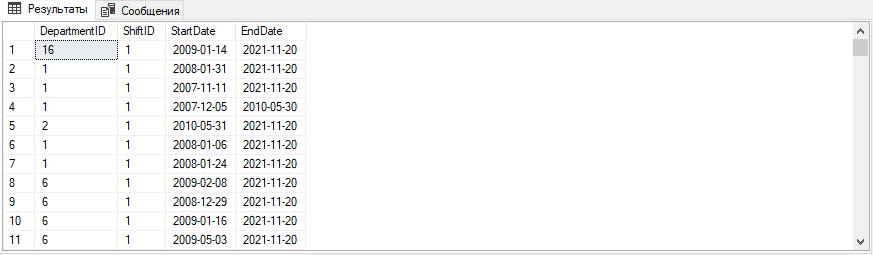 Результаты Сообщения
DepartmentID ShiftID StartDate EndDate
1 16 1 2009-01-14 2021-11-20
2 1 1 2008-01-31 2021-11-20
3 1 1 2007-11-11 2021-11-20
4 1 1 2007-12-05 2010-05-30
5 2 1 2010-05-31 2021-11-20
6 1 1 2008-01-06 2021-11-20
7 1 1 2008-01-24 2021-11-20
8 6 1 2009-02-08 2021-11-20
9 6 1 2008-12-29 2021-11-20
10 6 1 2009-01-16 2021-11-20
11 6 1 2009-05-03 2021-11-20